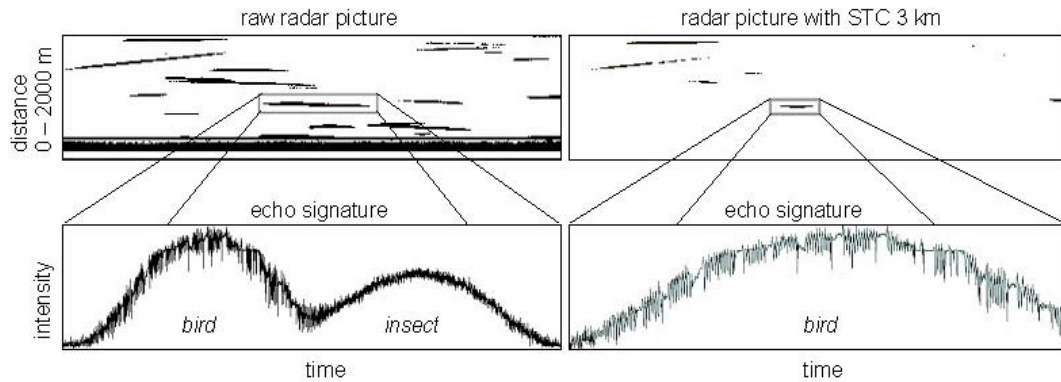 raw radar picture
radar picture with STC 3 km
distance
0 – 2000 m
echo signature
echo signature
intensity
bird
insect
bird
time
time